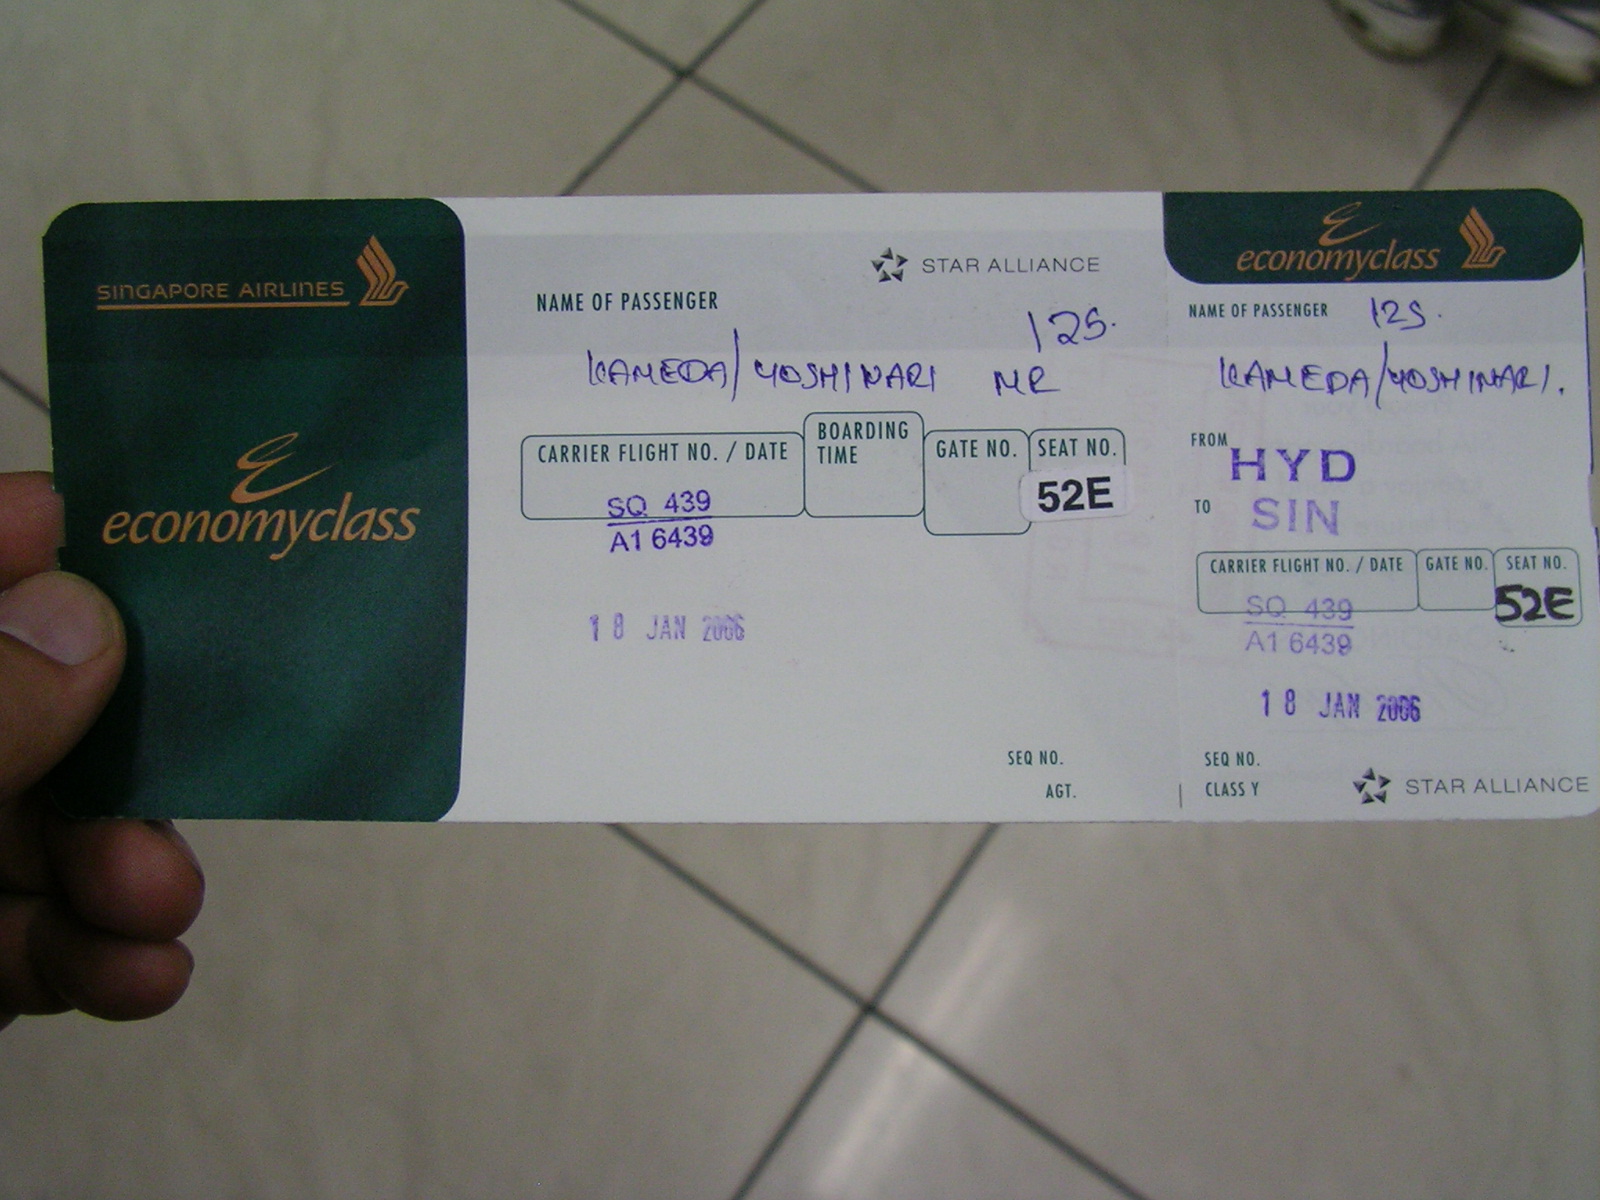 SINGAPORE AIRLINES
economyclass
STAR ALLIANCE
NAME OF PASSENGER
125.
KAMEDA/YOSHINARI MR
CARRIER FLIGHT NO. / DATE
BOARDING TIME
GATE NO.
SEAT NO.
52E
SQ 439
A1 6439
18 JAN 2006
SEQ NO.
AGT.
economyclass
NAME OF PASSENGER
125.
KAMEDA/YOSHINARI.
FROM HYD
TO SIN
CARRIER FLIGHT NO. / DATE
GATE NO.
SEAT NO.
52E
SQ 439
A1 6439
18 JAN 2006
SEQ NO.
CLASS Y
STAR ALLIANCE